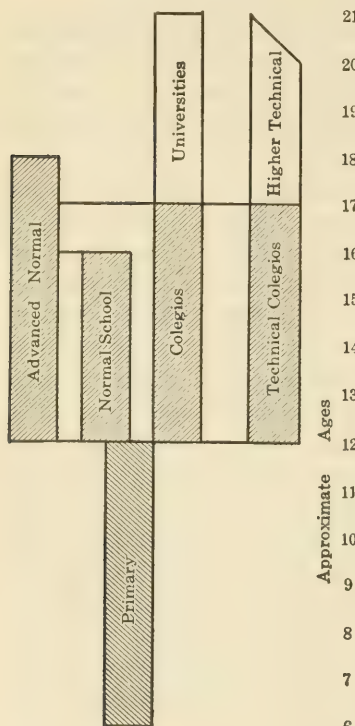 Universities
Higher Technical
Advanced Normal
Normal School
Colegios
Technical Colegios
Primary
Approximate Ages
21
20
19
18
17
16
15
14
13
12
11
10
9
8
7
6